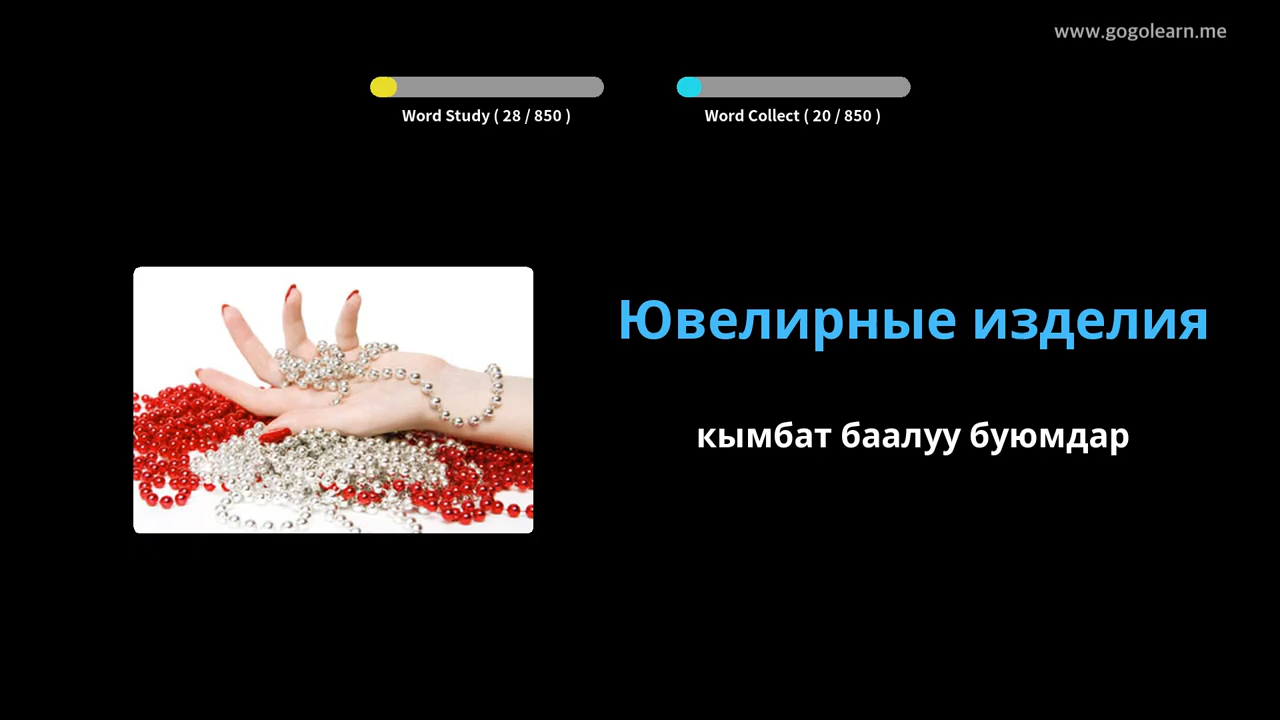 www.gogolearn.me
Word Study ( 28 / 850 )
Word Collect ( 20 / 850 )
Ювелирные изделия
кымбат баалуу буюмдар